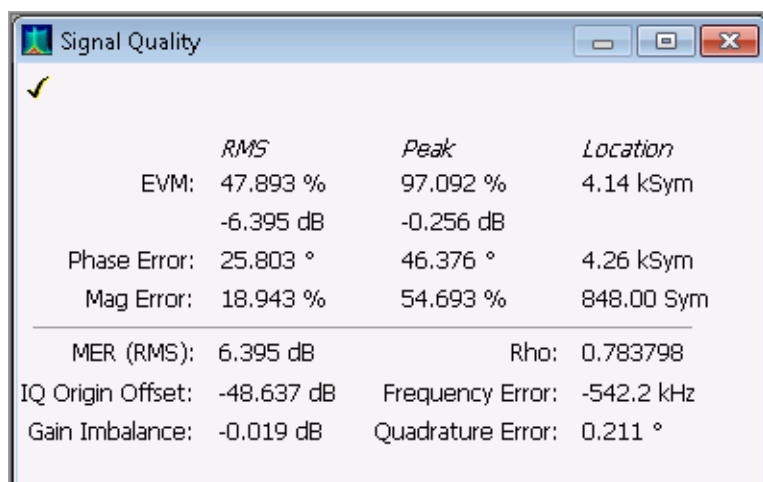 Signal Quality
RMS Peak Location
EVM: 47.893 % 97.092 % 4.14 kSym
-6.395 dB -0.256 dB
Phase Error: 25.803 ° 46.376 ° 4.26 kSym
Mag Error: 18.943 % 54.693 % 848.00 Sym
MER (RMS): 6.395 dB Rho: 0.783798
IQ Origin Offset: -48.637 dB Frequency Error: -542.2 kHz
Gain Imbalance: -0.019 dB Quadrature Error: 0.211 °